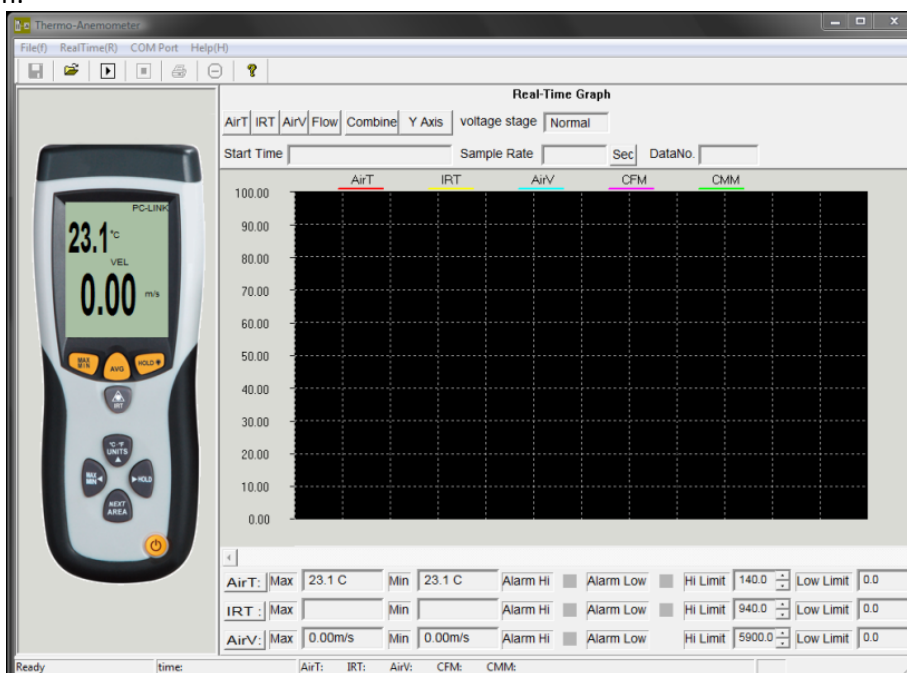 n.
Thermo-Anemometer
File(f) RealTime(R) COM Port Help(H)
Real-Time Graph
AirT IRT AirV Flow Combine Y Axis voltage stage Normal
Start Time Sample Rate Sec DataNo.
AirT IRT AirV CFM CMM
100.00
90.00
80.00
70.00
60.00
50.00
40.00
30.00
20.00
10.00
0.00
PC-LINK
23.1 °C
VEL
0.00 m/s
MAX MIN AVG HOLD
IRT
°C-°F
UNITS
MAX MIN HOLD
NEXT
AREA
AirT: Max 23.1 C Min 23.1 C Alarm Hi Alarm Low Hi Limit 140.0 Low Limit 0.0
IRT : Max Min Alarm Hi Alarm Low Hi Limit 940.0 Low Limit 0.0
AirV: Max 0.00m/s Min 0.00m/s Alarm Hi Alarm Low Hi Limit 5900.0 Low Limit 0.0
Ready time: AirT: IRT: AirV: CFM: CMM: